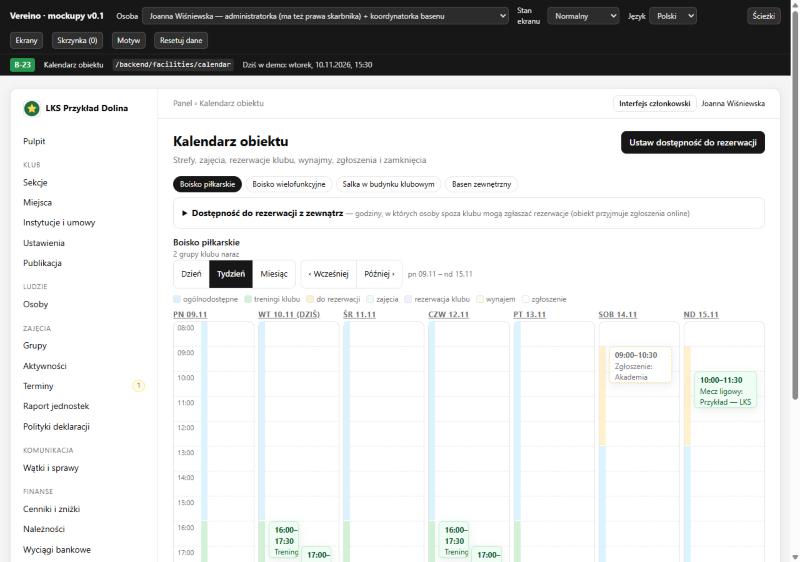 Vereino · mockupy v0.1 Osoba Joanna Wiśniewska — administratorka (ma też prawa skarbnika) + koordynatorka basenu Stan ekranu Normalny Język Polski Ścieżki
Ekrany Skrzynka (0) Motyw Resetuj dane
B-23 Kalendarz obiektu /backend/facilities/calendar Dziś w demo: wtorek, 10.11.2026, 15:30
LKS Przykład Dolina
Panel › Kalendarz obiektu
Interfejs członkowski Joanna Wiśniewska
Pulpit
KLUB
Sekcje
Miejsca
Instytucje i umowy
Ustawienia
Publikacja
LUDZIE
Osoby
ZAJĘCIA
Grupy
Aktywności
Terminy 1
Raport jednostek
Polityki deklaracji
KOMUNIKACJA
Wątki i sprawy
FINANSE
Cenniki i zniżki
Należności
Wyciągi bankowe
Kalendarz obiektu
Ustaw dostępność do rezerwacji
Strefy, zajęcia, rezerwacje klubu, wynajmy, zgłoszenia i zamknięcia
Boisko piłkarskie Boisko wielofunkcyjne Salka w budynku klubowym Basen zewnętrzny
▶ Dostępność do rezerwacji z zewnątrz — godziny, w których osoby spoza klubu mogą zgłaszać rezerwacje (obiekt przyjmuje zgłoszenia online)
Boisko piłkarskie
2 grupy klubu naraz
Dzień Tydzień Miesiąc ‹ Wcześniej Później › pn 09.11 – nd 15.11
ogólnodostępne treningi klubu do rezerwacji zajęcia rezerwacja klubu wynajem zgłoszenie
PN 09.11 WT 10.11 (DZIŚ) ŚR 11.11 CZW 12.11 PT 13.11 SOB 14.11 ND 15.11
08:00
09:00
10:00
11:00
12:00
13:00
14:00
15:00
16:00
17:00
16:00–
17:30
Trening
17:00–
16:00–
17:30
Trening
17:00–
09:00–10:30
Zgłoszenie:
Akademia
10:00–11:30
Mecz ligowy:
Przykład — LKS